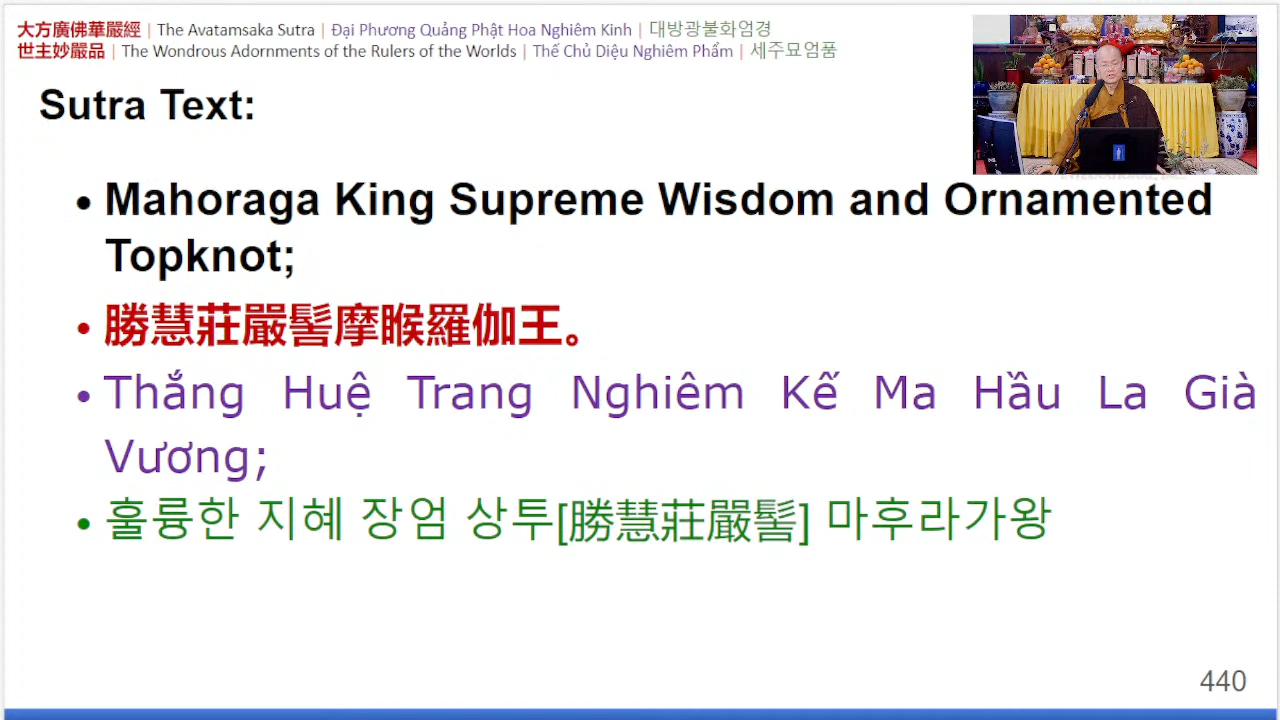 大方廣佛華嚴經 | The Avatamsaka Sutra | Đại Phương Quảng Phật Hoa Nghiêm Kinh | 대방광불화엄경
世主妙嚴品 | The Wondrous Adornments of the Rulers of the Worlds | Thế Chủ Diệu Nghiêm Phẩm | 세주묘엄품
Sutra Text:
• Mahoraga King Supreme Wisdom and Ornamented
Topknot;
• 勝慧莊嚴髻摩睺羅伽王。
• Thắng Huệ Trang Nghiêm Kế Ma Hầu La Già
Vương;
• 훌륭한 지혜 장엄 상투[勝慧莊嚴髻] 마후라가왕
440